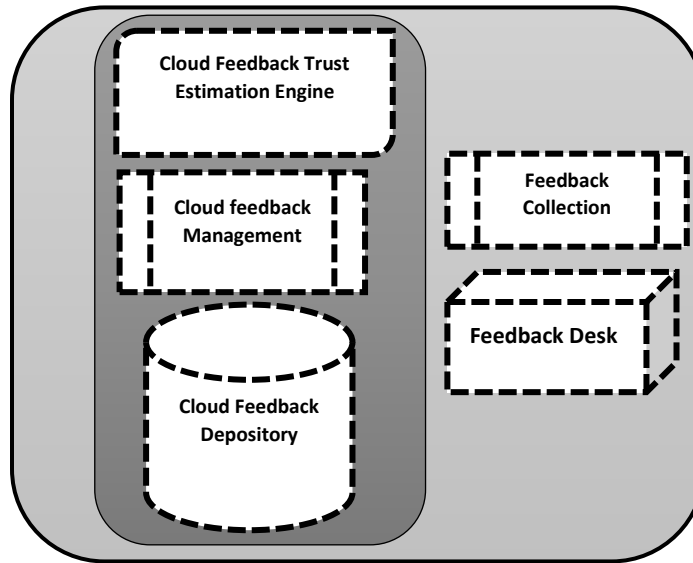 Cloud Feedback Trust
Estimation Engine
Cloud feedback
Management
Cloud Feedback
Depository
Feedback
Collection
Feedback Desk